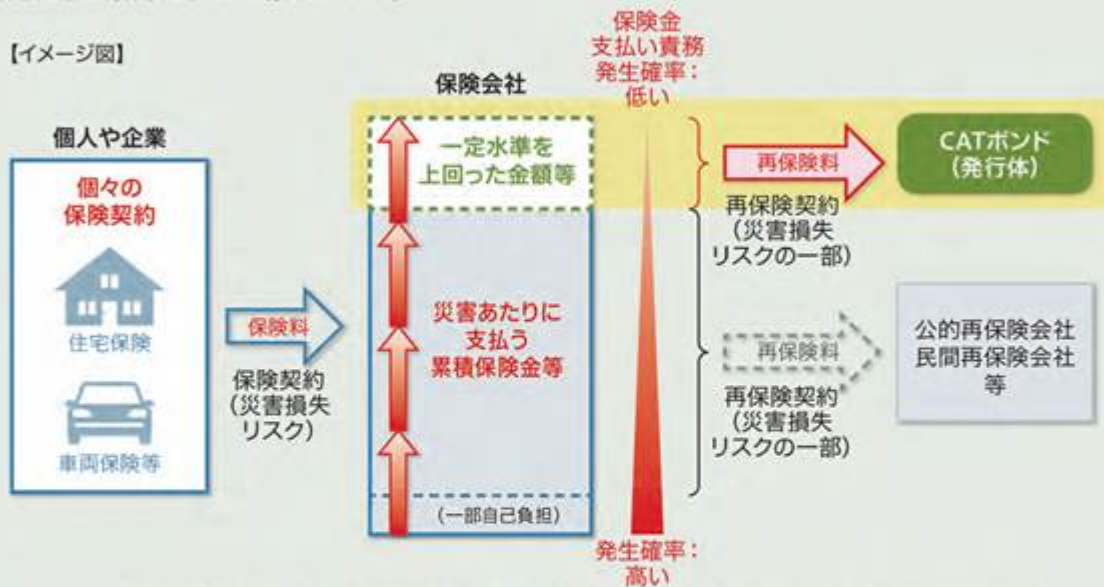 【イメージ図】
個人や企業
個々の
保険契約
住宅保険
車両保険等
保険料
保険契約
(災害損失
リスク)
保険会社
一定水準を
上回った金額等
災害あたりに
支払う
累積保険金等
(一部自己負担)
保険金
支払い責務
発生確率:
低い
発生確率:
高い
再保険料
再保険契約
(災害損失
リスクの一部)
CATボンド
(発行体)
再保険料
再保険契約
(災害損失
リスクの一部)
公的再保険会社
民間再保険会社
等